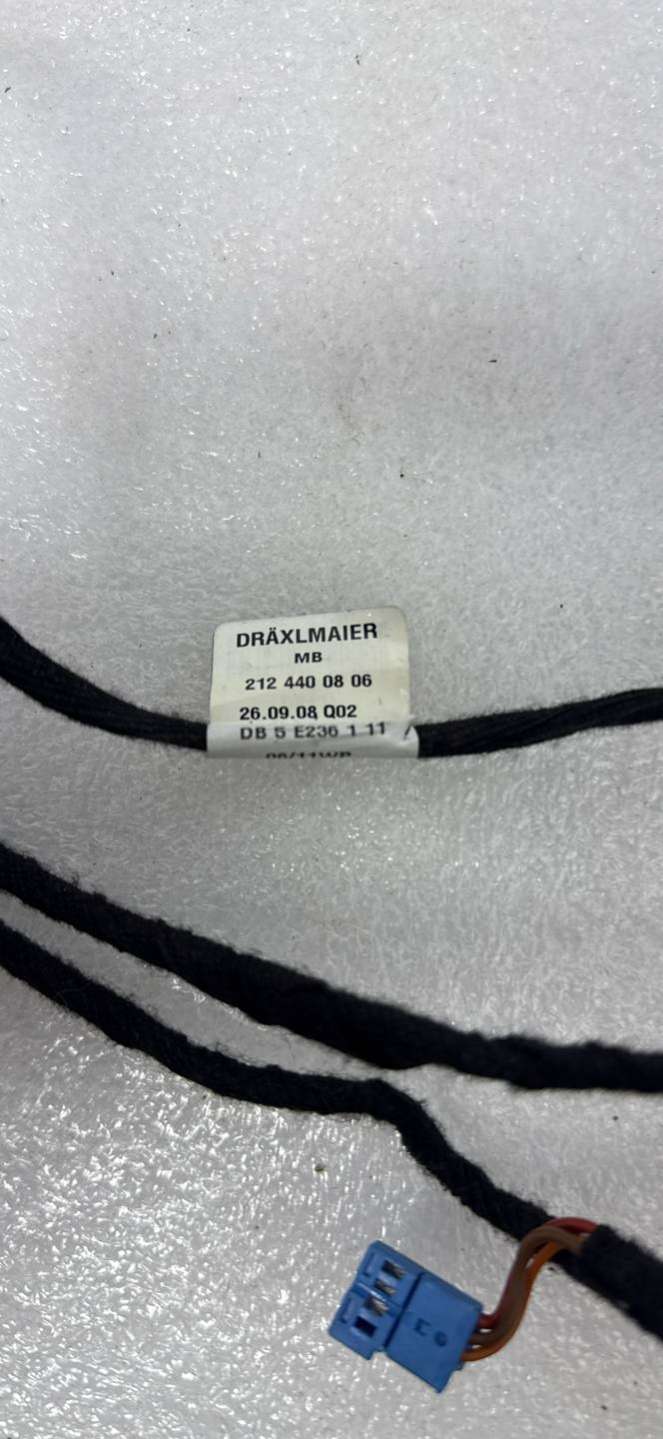 DRÄXLMAIER
MB
212 440 08 06
26.09.08 Q02
DB 5 E236 1 11